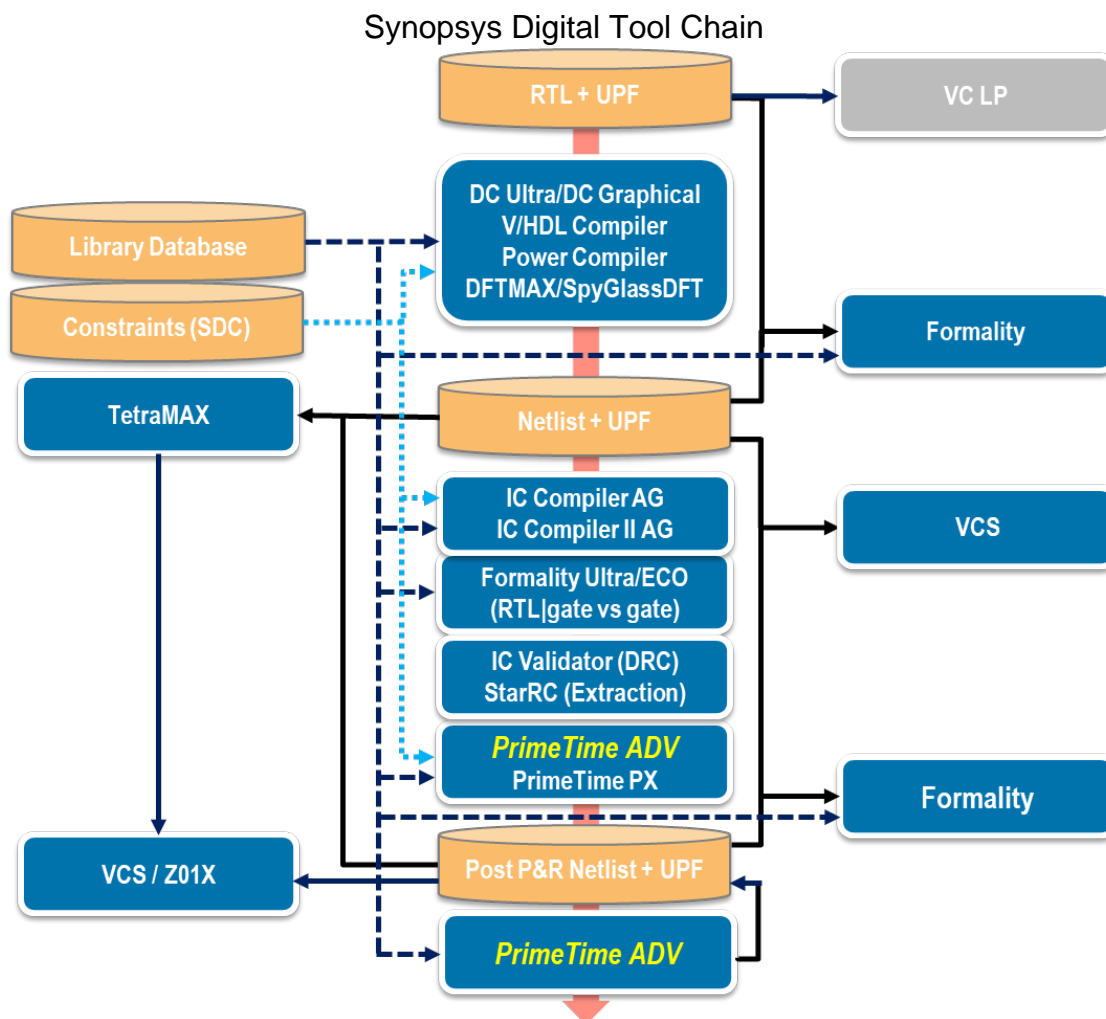 Synopsys Digital Tool Chain
RTL + UPF
VC LP
DC Ultra/DC Graphical
V/HDL Compiler
Power Compiler
DFTMAX/SpyGlassDFT
Library Database
Constraints (SDC)
Formality
TetraMAX
Netlist + UPF
IC Compiler AG
IC Compiler II AG
VCS
Formality Ultra/ECO
(RTL|gate vs gate)
IC Validator (DRC)
StarRC (Extraction)
PrimeTime ADV
PrimeTime PX
Formality
VCS / Z01X
Post P&R Netlist + UPF
PrimeTime ADV